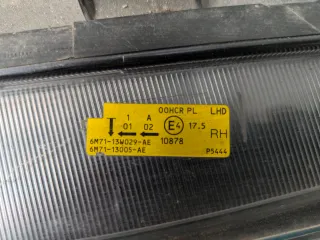 00HCR PL LHD
1 A E4 17.5
01 02 RH
6M71-13W029-AE 10878
6M71-13005-AE P5444